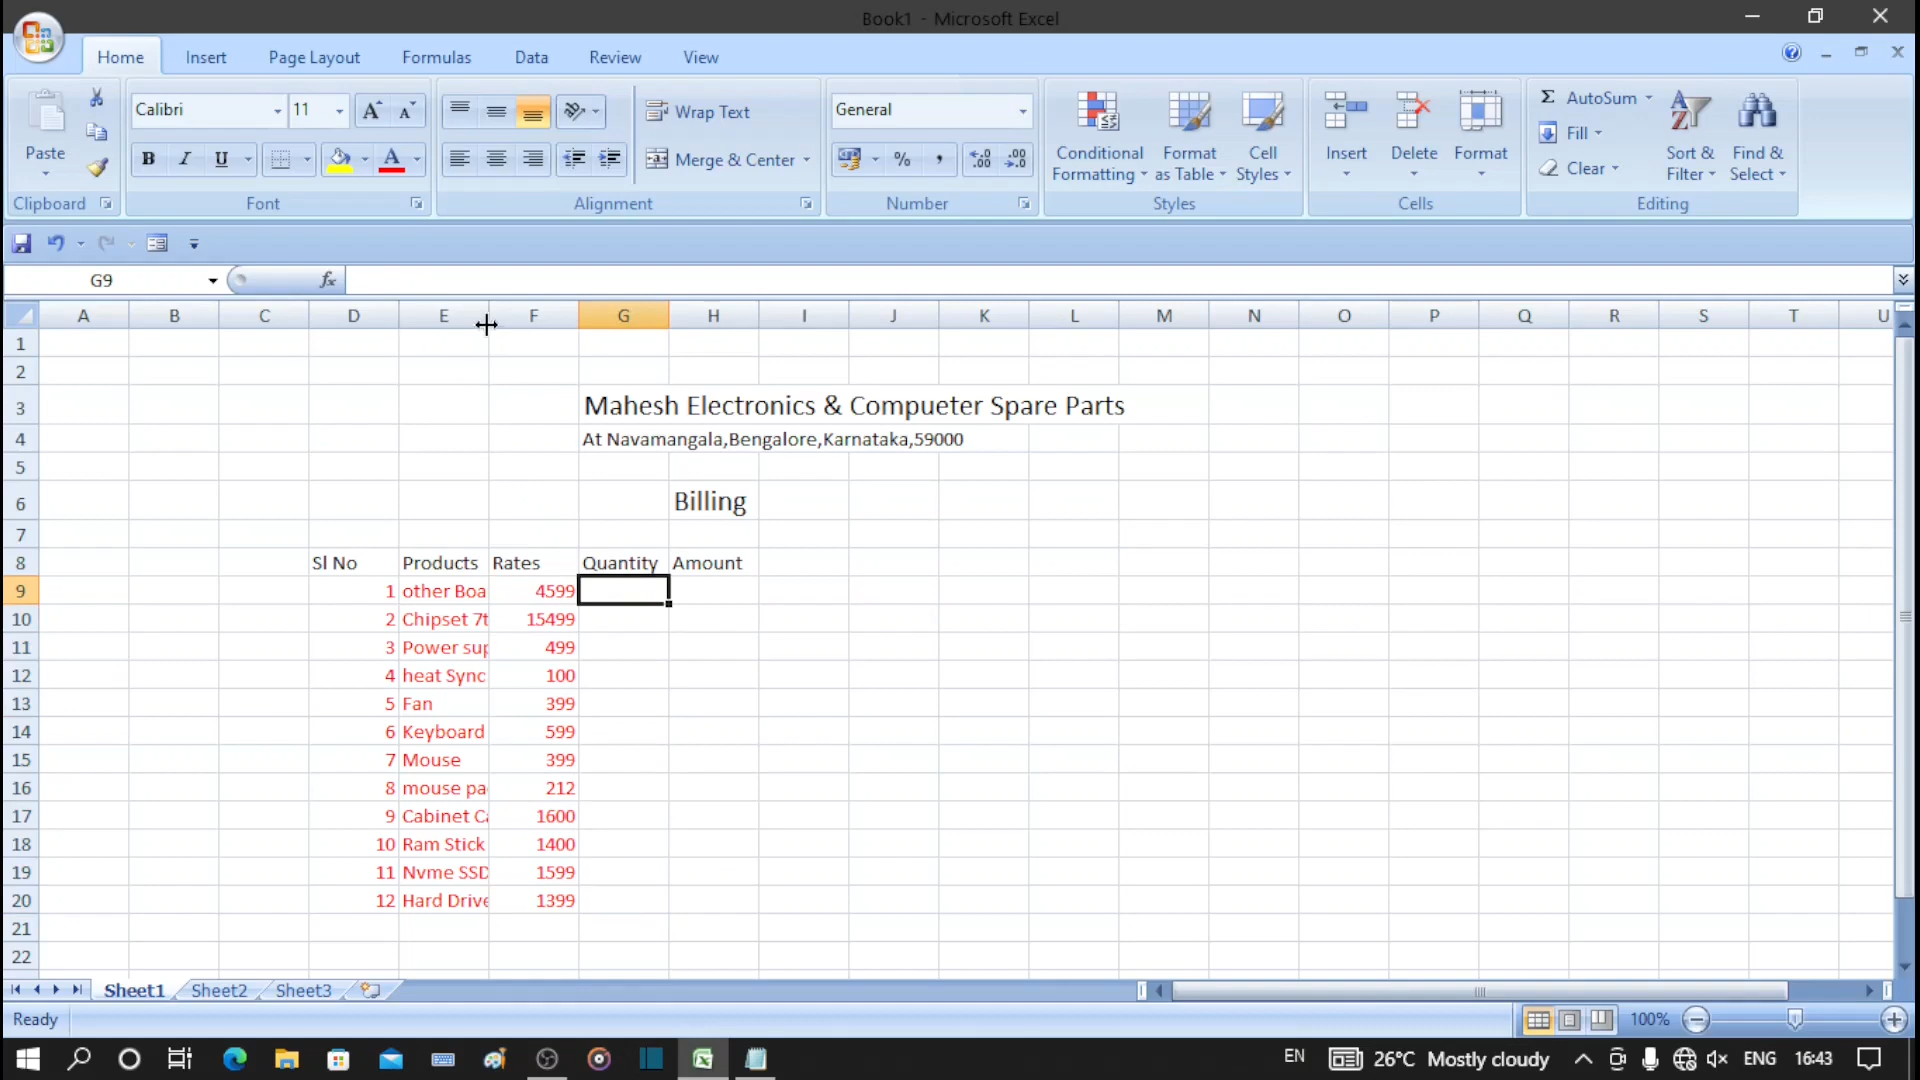 Book1 - Microsoft Excel
Home Insert Page Layout Formulas Data Review View
Paste
Clipboard
Calibri 11
B I U
Font
Wrap Text
Merge & Center
Alignment
General
%
Number
Conditional Formatting
Format as Table
Cell Styles
Styles
Insert Delete Format
Cells
Σ AutoSum
Fill
Clear
Sort & Filter
Find & Select
Editing
G9 fx
A B C D E F G H I J K L M N O P Q R S T U
1
2
3 Mahesh Electronics & Compueter Spare Parts
4 At Navamangala,Bengalore,Karnataka,59000
5
6 Billing
7
8 Sl No Products Rates Quantity Amount
9 1 other Boa 4599
10 2 Chipset 7t 15499
11 3 Power sup 499
12 4 heat Sync 100
13 5 Fan 399
14 6 Keyboard 599
15 7 Mouse 399
16 8 mouse pa 212
17 9 Cabinet Ca 1600
18 10 Ram Stick 1400
19 11 Nvme SSD 1599
20 12 Hard Drive 1399
21
22
Sheet1 Sheet2 Sheet3
Ready 100%
EN 26°C Mostly cloudy ENG 16:43